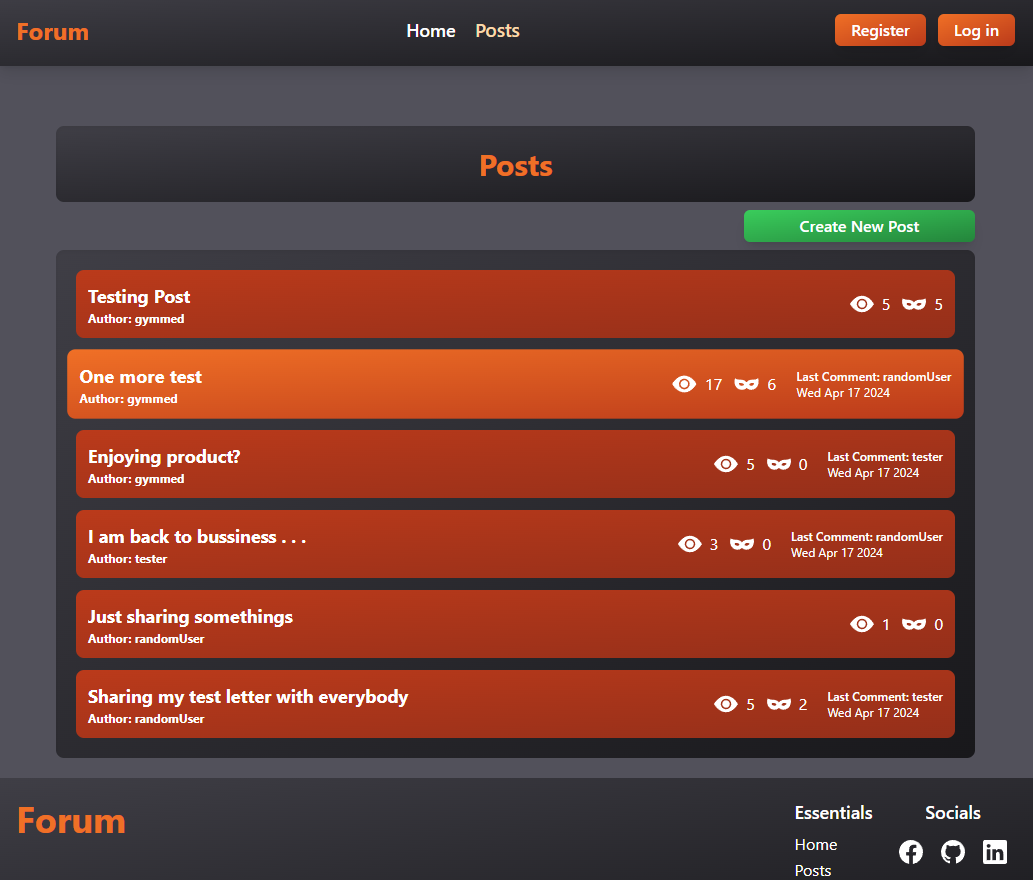 Forum
Home
Posts
Register
Log in
Posts
Create New Post
Testing Post
Author: gymmed
5
5
One more test
Author: gymmed
17
6
Last Comment: randomUser
Wed Apr 17 2024
Enjoying product?
Author: gymmed
5
0
Last Comment: tester
Wed Apr 17 2024
I am back to bussiness . . .
Author: tester
3
0
Last Comment: randomUser
Wed Apr 17 2024
Just sharing somethings
Author: randomUser
1
0
Sharing my test letter with everybody
Author: randomUser
5
2
Last Comment: tester
Wed Apr 17 2024
Forum
Essentials
Home
Posts
Socials